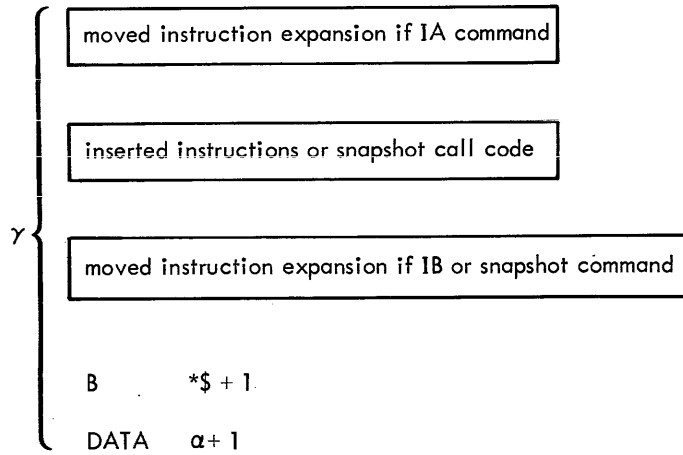 moved instruction expansion if IA command
inserted instructions or snapshot call code
γ
moved instruction expansion if IB or snapshot command
B *$ + 1
DATA α+ 1